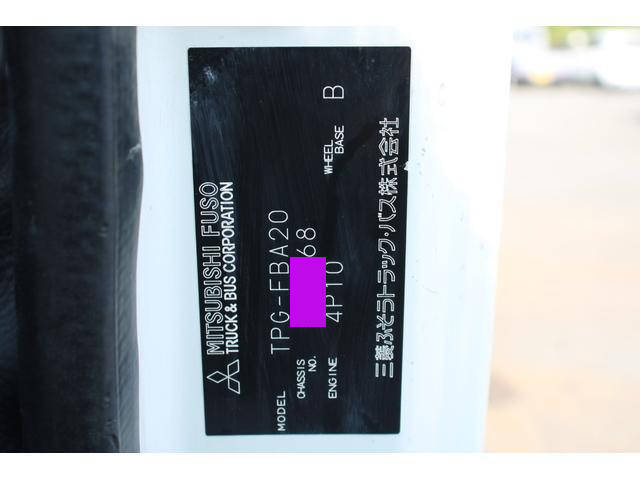 MITSUBISHI FUSO
TRUCK & BUS CORPORATION
MODEL TPG-FBA20
CHASSIS NO. 68
ENGINE 4P10 WHEEL BASE B
三菱ふそうトラック・バス株式会社